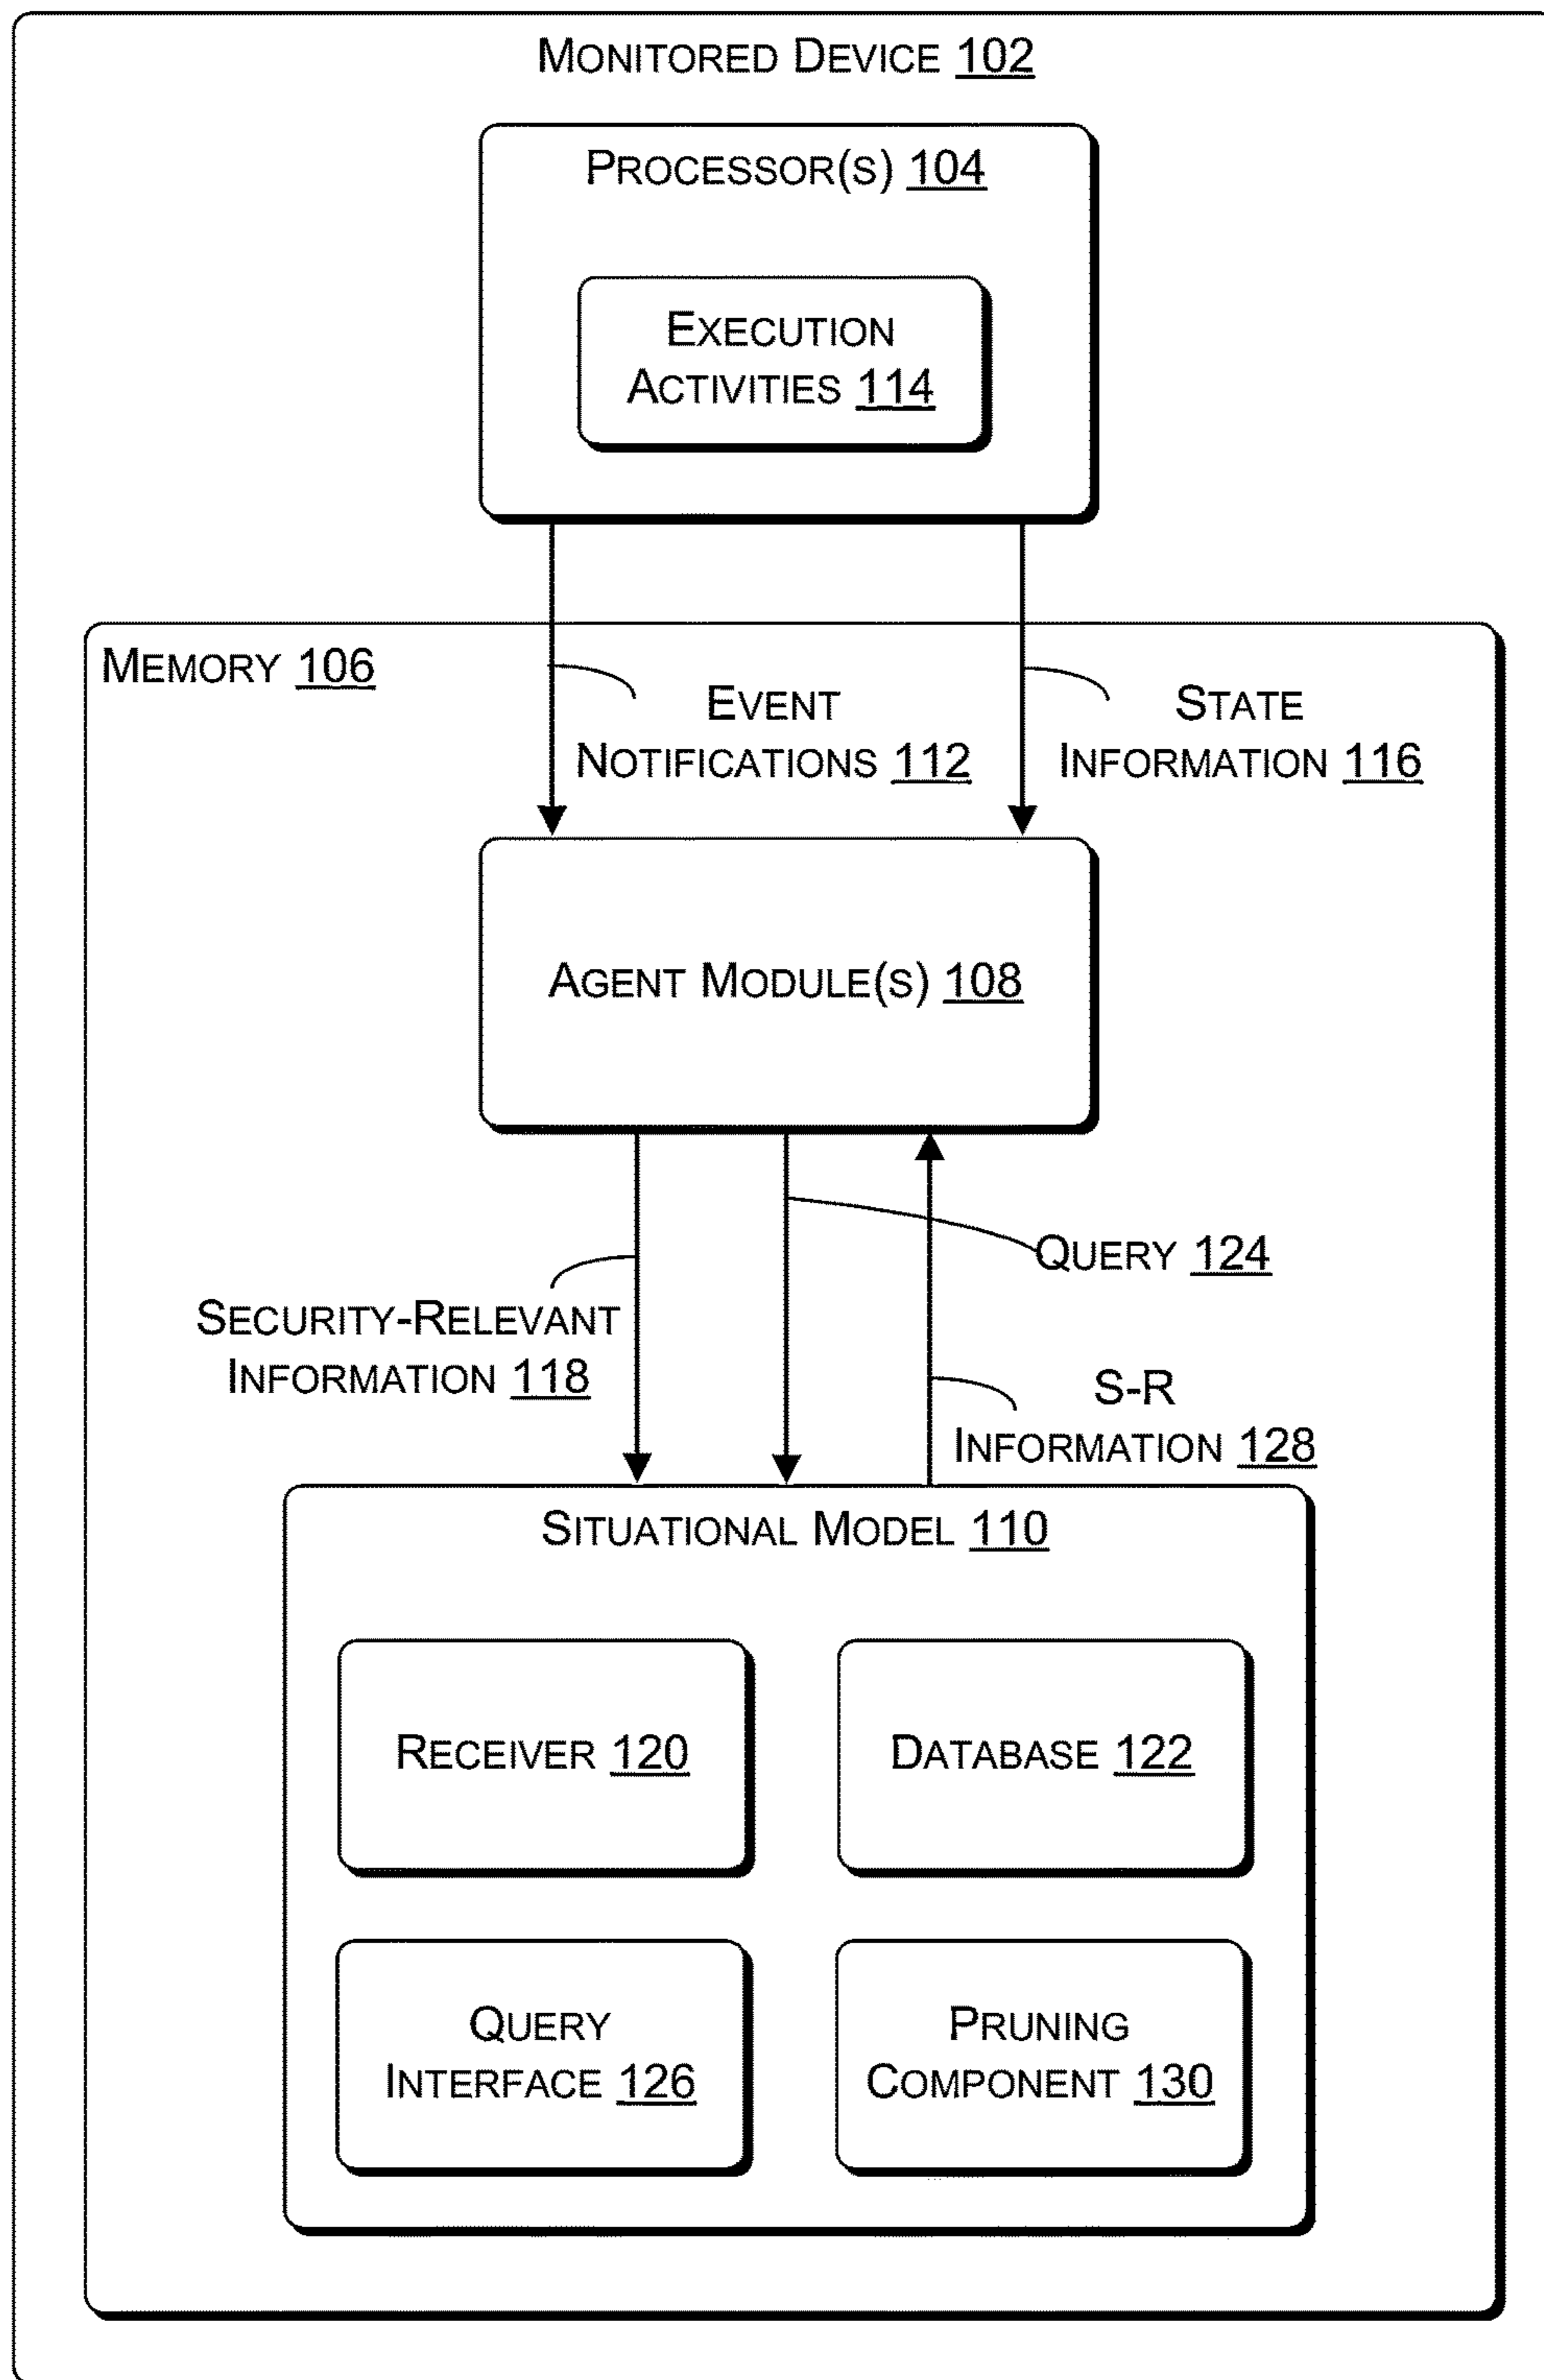 MONITORED DEVICE 102
PROCESSOR(S) 104
EXECUTION
ACTIVITIES 114
MEMORY 106
EVENT
NOTIFICATIONS 112
STATE
INFORMATION 116
AGENT MODULE(S) 108
QUERY 124
SECURITY-RELEVANT
INFORMATION 118
S-R
INFORMATION 128
SITUATIONAL MODEL 110
RECEIVER 120
DATABASE 122
QUERY
INTERFACE 126
PRUNING
COMPONENT 130